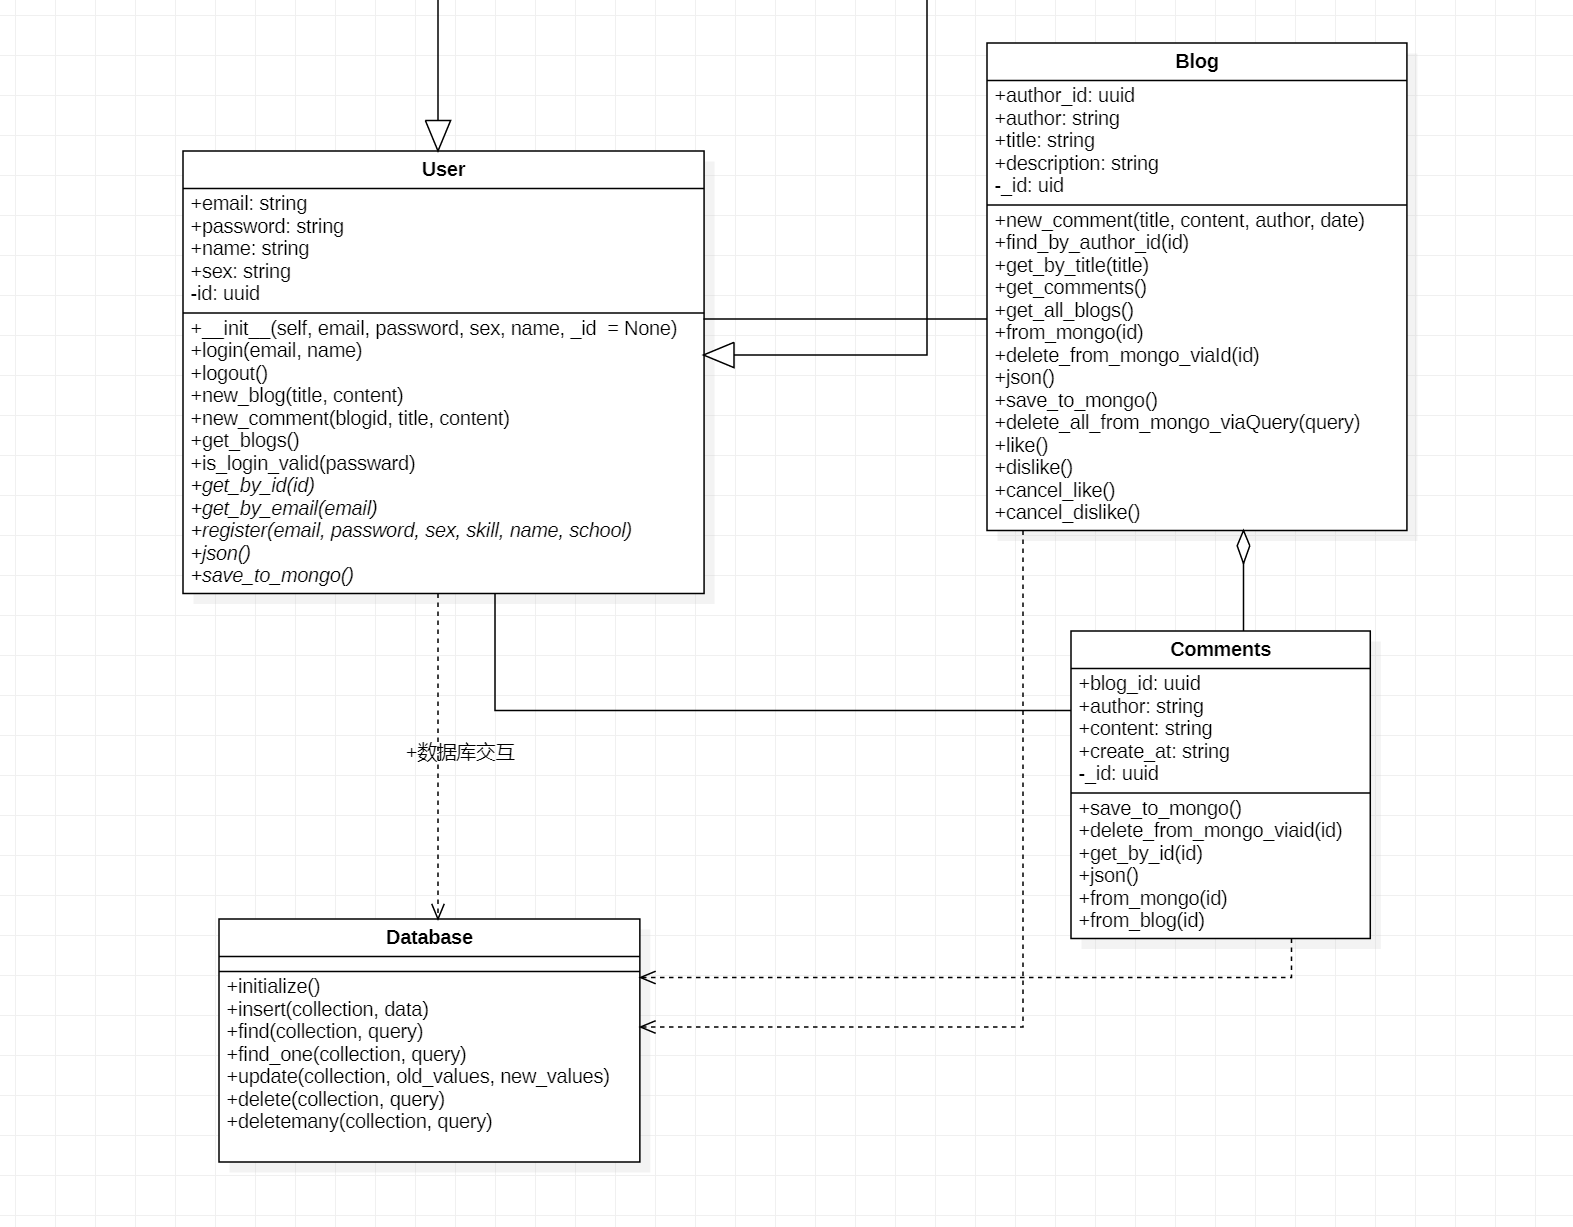 User
+email: string
+password: string
+name: string
+sex: string
-id: uuid
+__init__(self, email, password, sex, name, _id  = None)
+login(email, name)
+logout()
+new_blog(title, content)
+new_comment(blogid, title, content)
+get_blogs()
+is_login_valid(passward)
+get_by_id(id)
+get_by_email(email)
+register(email, password, sex, skill, name, school)
+json()
+save_to_mongo()
Blog
+author_id: uuid
+author: string
+title: string
+description: string
-_id: uid
+new_comment(title, content, author, date)
+find_by_author_id(id)
+get_by_title(title)
+get_comments()
+get_all_blogs()
+from_mongo(id)
+delete_from_mongo_viaId(id)
+json()
+save_to_mongo()
+delete_all_from_mongo_viaQuery(query)
+like()
+dislike()
+cancel_like()
+cancel_dislike()
Comments
+blog_id: uuid
+author: string
+content: string
+create_at: string
-_id: uuid
+save_to_mongo()
+delete_from_mongo_viaid(id)
+get_by_id(id)
+json()
+from_mongo(id)
+from_blog(id)
+数据库交互
Database
+initialize()
+insert(collection, data)
+find(collection, query)
+find_one(collection, query)
+update(collection, old_values, new_values)
+delete(collection, query)
+deletemany(collection, query)